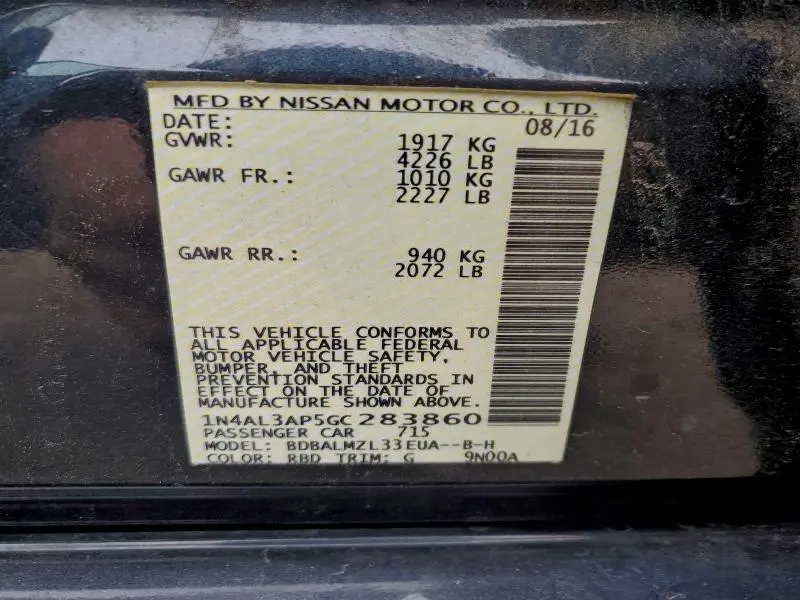 MFD BY NISSAN MOTOR CO., LTD.
DATE: 08/16
GVWR: 1917 KG
4226 LB
GAWR FR.: 1010 KG
2227 LB
GAWR RR.: 940 KG
2072 LB
THIS VEHICLE CONFORMS TO
ALL APPLICABLE FEDERAL
MOTOR VEHICLE SAFETY,
BUMPER, AND THEFT
PREVENTION STANDARDS IN
EFFECT ON THE DATE OF
MANUFACTURE SHOWN ABOVE.
1N4AL3AP5GC283860
PASSENGER CAR 715
MODEL: BDBALMZL33EUA--B-H
COLOR: RBD TRIM: G 9N00A